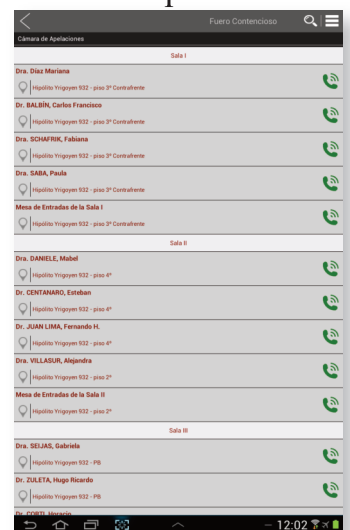 Fuero Contencioso
Cámara de Apelaciones
Sala I
Dra. Díaz Mariana
Hipólito Yrigoyen 932 - piso 3º Contrafrente
Dr. BALBÍN, Carlos Francisco
Hipólito Yrigoyen 932 - piso 3º Contrafrente
Dra. SCHAFRIK, Fabiana
Hipólito Yrigoyen 932 - piso 3º Contrafrente
Dra. SABA, Paula
Hipólito Yrigoyen 932 - piso 3º Contrafrente
Mesa de Entradas de la Sala I
Hipólito Yrigoyen 932 - piso 3º Contrafrente
Sala II
Dra. DANIELE, Mabel
Hipólito Yrigoyen 932 - piso 4º
Dr. CENTANARO, Esteban
Hipólito Yrigoyen 932 - piso 4º
Dr. JUAN LIMA, Fernando H.
Hipólito Yrigoyen 932 - piso 4º
Dra. VILLASUR, Alejandra
Hipólito Yrigoyen 932 - piso 2º
Mesa de Entradas de la Sala II
Hipólito Yrigoyen 932 - piso 2º
Sala III
Dra. SEIJAS, Gabriela
Hipólito Yrigoyen 932 - PB
Dr. ZULETA, Hugo Ricardo
Hipólito Yrigoyen 932 - PB
Dr. CORTI, Horacio
12:02